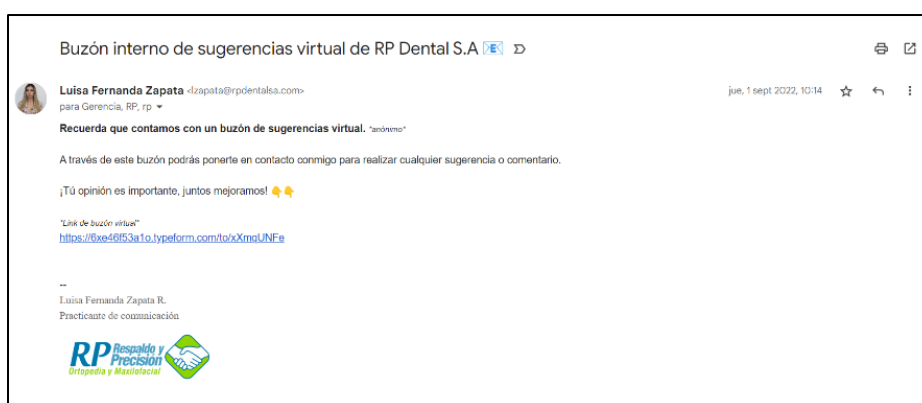 Buzón interno de sugerencias virtual de RP Dental S.A 📧
Luisa Fernanda Zapata <lzapata@rpdentalsa.com>
jue, 1 sept 2022, 10:14
para Gerencia, RP, rp
Recuerda que contamos con un buzón de sugerencias virtual. "anónimo"
A través de este buzón podrás ponerte en contacto conmigo para realizar cualquier sugerencia o comentario.
¡Tú opinión es importante, juntos mejoramos! 👇👇
"Link de buzón virtual"
https://6xe46f53a1o.typeform.com/to/xXmqUNFe
--
Luisa Fernanda Zapata R.
Practicante de comunicación
RP Respaldo y
Precisión
Ortopedia y Maxilofacial